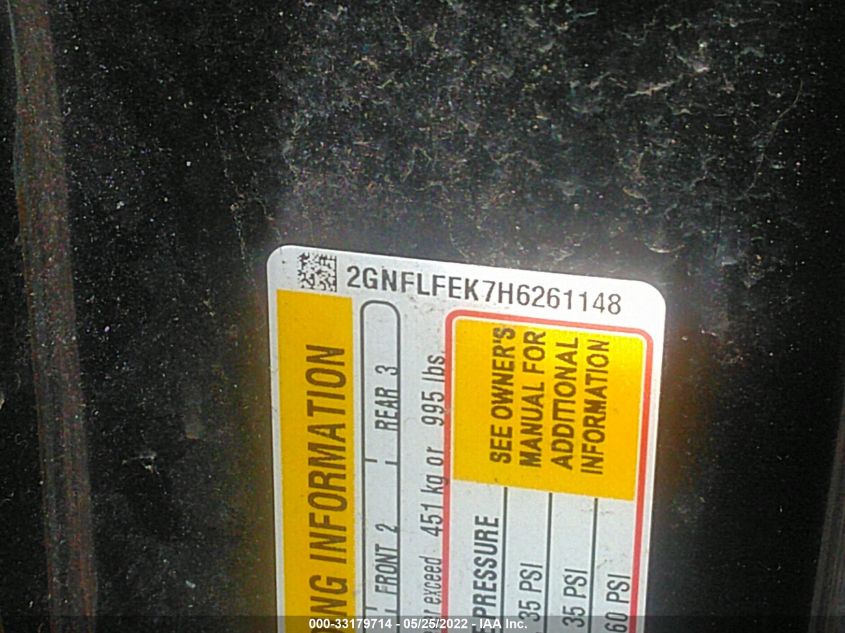 2GNFLFEK7H6261148
ING INFORMATION
FRONT 2 REAR 3
exceed 451 kg or 995 lbs.
SEE OWNER'S
MANUAL FOR
ADDITIONAL
INFORMATION
PRESSURE
35 PSI
35 PSI
60 PSI
000-33179714 - 05/25/2022 - IAA Inc.